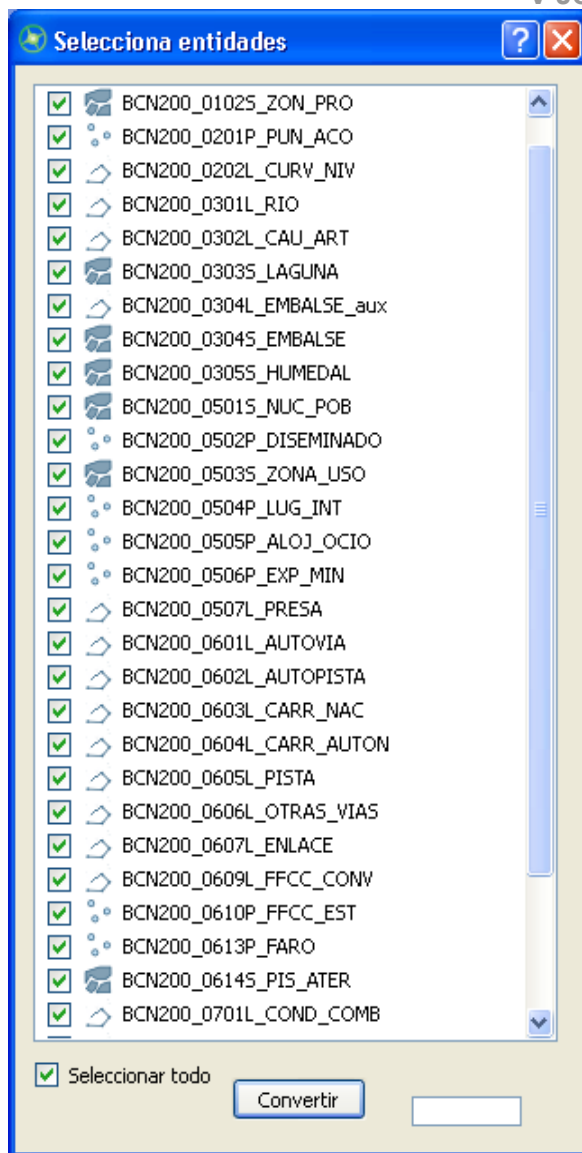 Selecciona entidades
BCN200_0102S_ZON_PRO
BCN200_0201P_PUN_ACO
BCN200_0202L_CURV_NIV
BCN200_0301L_RIO
BCN200_0302L_CAU_ART
BCN200_0303S_LAGUNA
BCN200_0304L_EMBALSE_aux
BCN200_0304S_EMBALSE
BCN200_0305S_HUMEDAL
BCN200_0501S_NUC_POB
BCN200_0502P_DISEMINADO
BCN200_0503S_ZONA_USO
BCN200_0504P_LUG_INT
BCN200_0505P_ALOJ_OCIO
BCN200_0506P_EXP_MIN
BCN200_0507L_PRESA
BCN200_0601L_AUTOVIA
BCN200_0602L_AUTOPISTA
BCN200_0603L_CARR_NAC
BCN200_0604L_CARR_AUTON
BCN200_0605L_PISTA
BCN200_0606L_OTRAS_VIAS
BCN200_0607L_ENLACE
BCN200_0609L_FFCC_CONV
BCN200_0610P_FFCC_EST
BCN200_0613P_FARO
BCN200_0614S_PIS_ATER
BCN200_0701L_COND_COMB
Seleccionar todo
Convertir